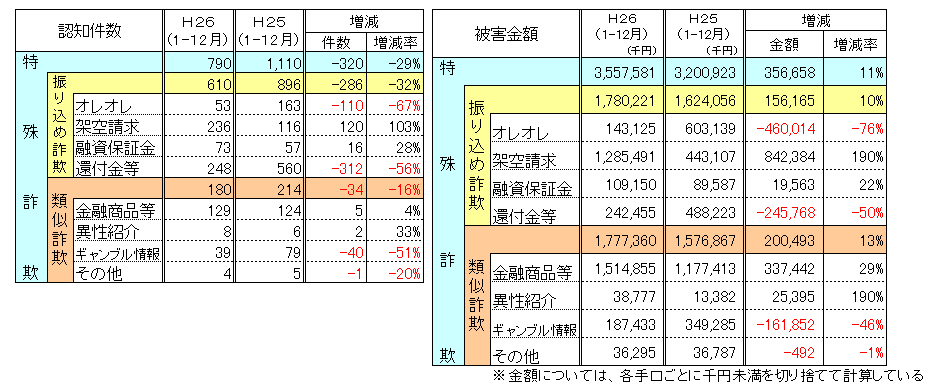 認知件数 H26 (1-12月) H25 (1-12月) 増減
件数 増減率
特殊詐欺 790 1,110 -320 -29%
振り込め詐欺 610 896 -286 -32%
オレオレ 53 163 -110 -67%
架空請求 236 116 120 103%
融資保証金 73 57 16 28%
還付金等 248 560 -312 -56%
類似詐欺 180 214 -34 -16%
金融商品等 129 124 5 4%
異性紹介 8 6 2 33%
ギャンブル情報 39 79 -40 -51%
その他 4 5 -1 -20%
被害金額 H26 (1-12月) (千円) H25 (1-12月) (千円) 増減
金額 増減率
特殊詐欺 3,557,581 3,200,923 356,658 11%
振り込め詐欺 1,780,221 1,624,056 156,165 10%
オレオレ 143,125 603,139 -460,014 -76%
架空請求 1,285,491 443,107 842,384 190%
融資保証金 109,150 89,587 19,563 22%
還付金等 242,455 488,223 -245,768 -50%
類似詐欺 1,777,360 1,576,867 200,493 13%
金融商品等 1,514,855 1,177,413 337,442 29%
異性紹介 38,777 13,382 25,395 190%
ギャンブル情報 187,433 349,285 -161,852 -46%
その他 36,295 36,787 -492 -1%
※金額については、各手口ごとに千円未満を切り捨てて計算している